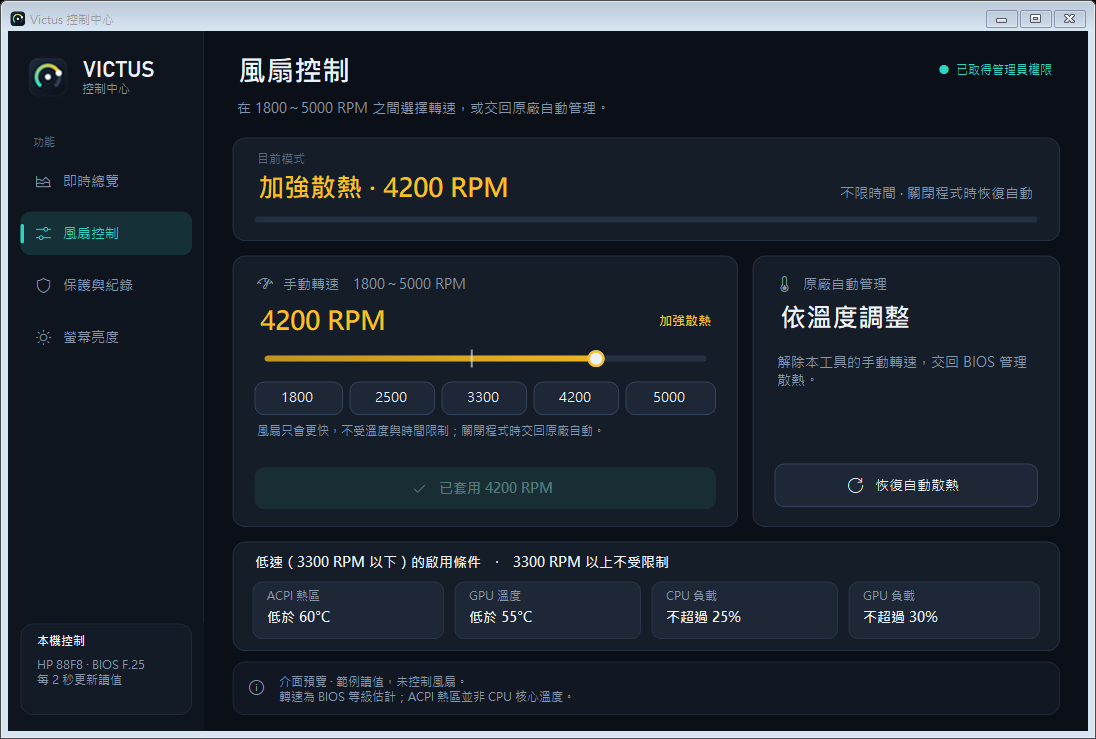 Victus 控制中心
VICTUS
控制中心
功能
即時總覽
風扇控制
保護與紀錄
螢幕亮度
本機控制
HP 88F8 · BIOS F.25
每 2 秒更新讀值
風扇控制
已取得管理員權限
在 1800～5000 RPM 之間選擇轉速，或交回原廠自動管理。
目前模式
加強散熱 · 4200 RPM
不限時間 · 關閉程式時恢復自動
手動轉速 1800～5000 RPM
4200 RPM
加強散熱
1800 2500 3300 4200 5000
風扇只會更快，不受溫度與時間限制；關閉程式時交回原廠自動。
已套用 4200 RPM
原廠自動管理
依溫度調整
解除本工具的手動轉速，交回 BIOS 管理
散熱。
恢復自動散熱
低速（3300 RPM 以下）的啟用條件 · 3300 RPM 以上不受限制
ACPI 熱區
低於 60°C
GPU 溫度
低於 55°C
CPU 負載
不超過 25%
GPU 負載
不超過 30%
介面預覽 · 範例讀值，未控制風扇。
轉速為 BIOS 等級估計；ACPI 熱區並非 CPU 核心溫度。